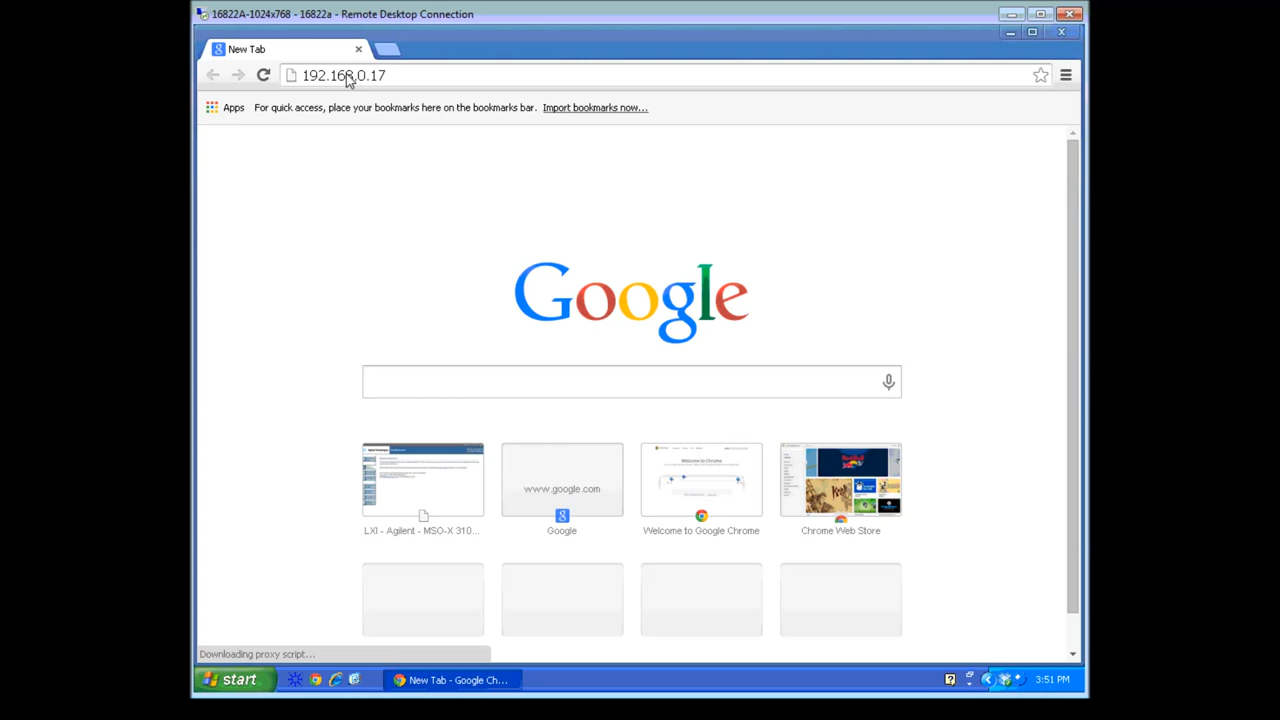 16822A-1024x768 - 16822a - Remote Desktop Connection
New Tab
192.168.0.17
Apps For quick access, place your bookmarks here on the bookmarks bar. Import bookmarks now...
Google
www.google.com
LXI - Agilent - MSO-X 310... Google Welcome to Google Chrome Chrome Web Store
Downloading proxy script...
start New Tab - Google Ch... 3:51 PM